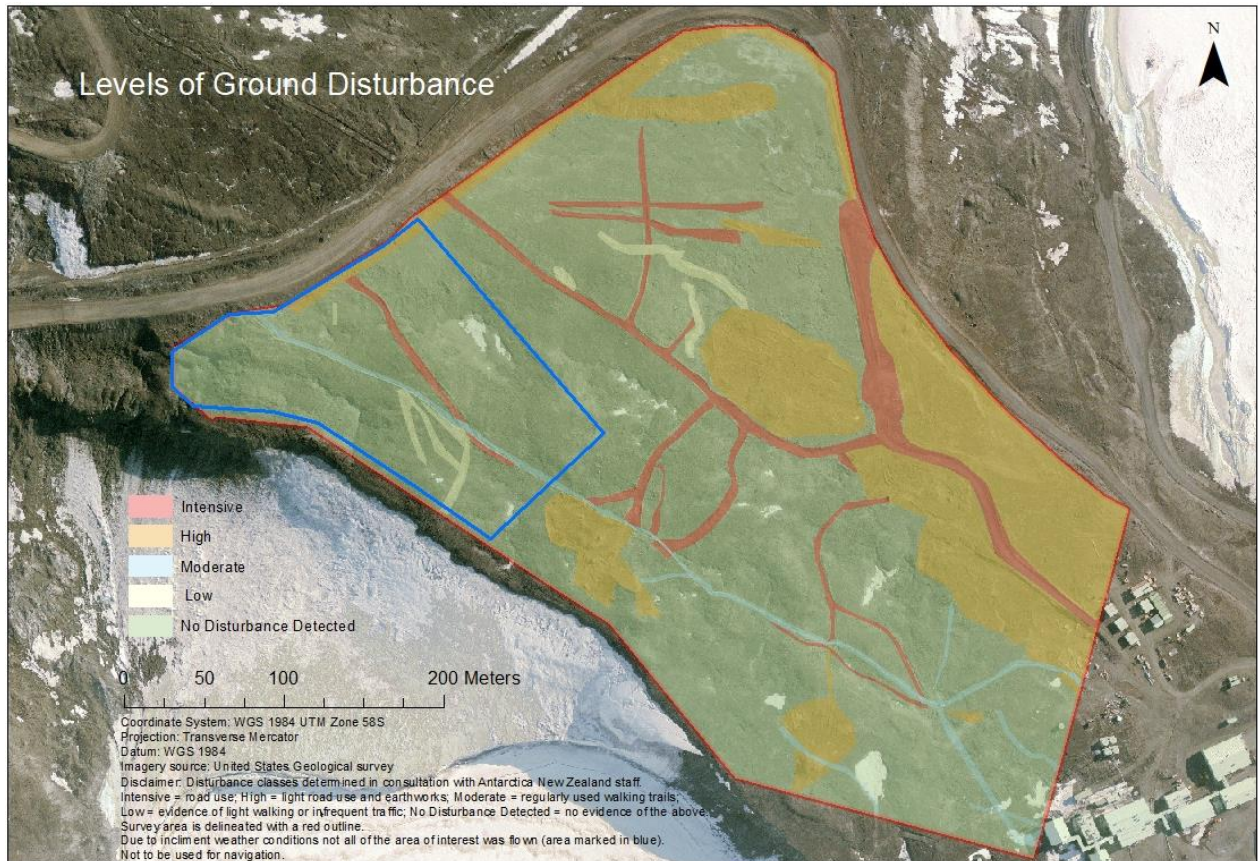 N
Levels of Ground Disturbance
Intensive
High
Moderate
Low
No Disturbance Detected
0 50 100 200 Meters
Coordinate System: WGS 1984 UTM Zone 58S
Projection: Transverse Mercator
Datum: WGS 1984
Imagery source: United States Geological survey
Disclaimer: Disturbance classes determined in consultation with Antarctica New Zealand staff.
Intensive = road use; High = light road use and earthworks; Moderate = regularly used walking trails;
Low = evidence of light walking or infrequent traffic; No Disturbance Detected = no evidence of the above.
Survey area is delineated with a red outline.
Due to incliment weather conditions not all of the area of interest was flown (area marked in blue).
Not to be used for navigation.